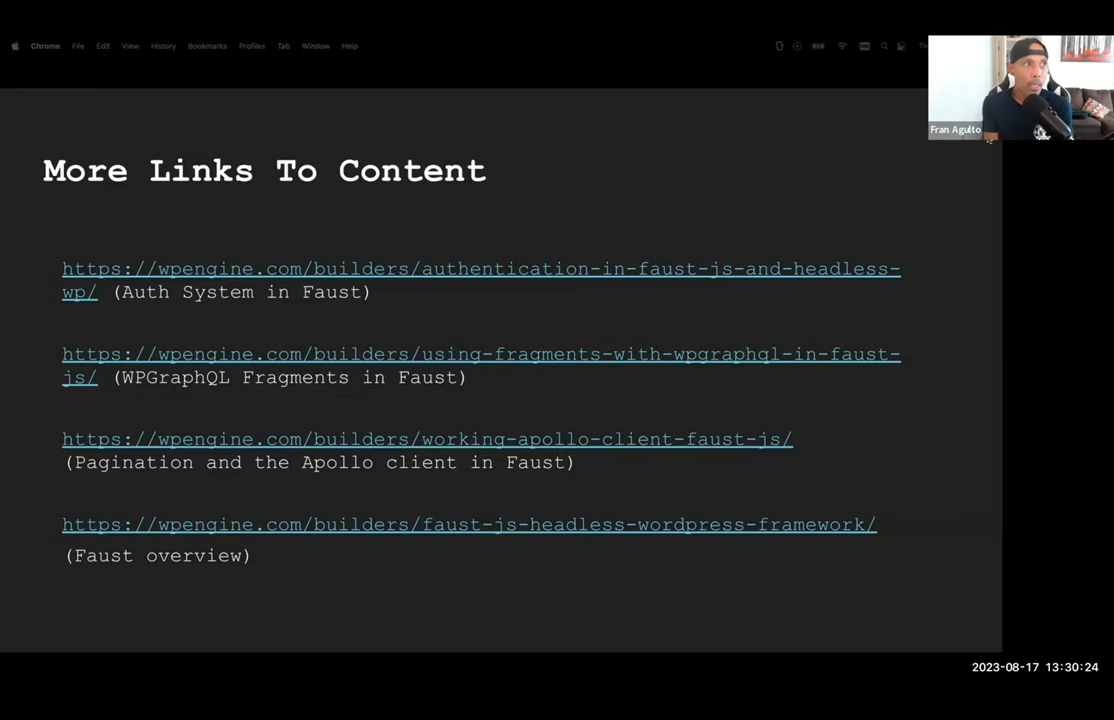 Chrome File Edit View History Bookmarks Profiles Tab Window Help
Fran Agulto
More Links To Content
https://wpengine.com/builders/authentication-in-faust-js-and-headless-
wp/ (Auth System in Faust)
https://wpengine.com/builders/using-fragments-with-wpgraphql-in-faust-
js/ (WPGraphQL Fragments in Faust)
https://wpengine.com/builders/working-apollo-client-faust-js/
(Pagination and the Apollo client in Faust)
https://wpengine.com/builders/faust-js-headless-wordpress-framework/
(Faust overview)
2023-08-17 13:30:24